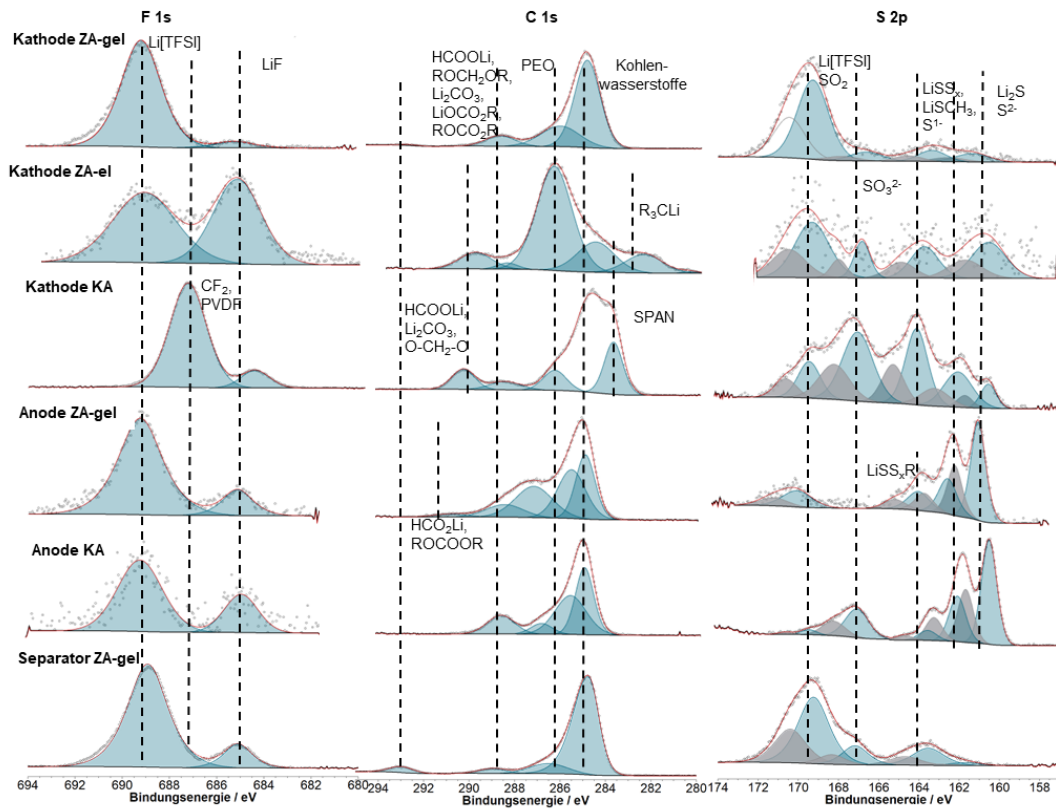 F 1s
C 1s
S 2p
Kathode ZA-gel
Li[TFSI]
LiF
HCOOLi,
ROCH₂OR,
Li₂CO₃,
LiOCO₂R,
ROCO₂R
PEO
Kohlen-
wasserstoffe
Li[TFSI]
SO₂
LiSSₓ,
LiSCH₃,
S¹⁻
Li₂S
S²⁻
Kathode ZA-el
R₃CLi
SO₃²⁻
Kathode KA
CF₂,
PVDF
HCOOLi,
Li₂CO₃,
O-CH₂-O
SPAN
Anode ZA-gel
LiSSₓR
Anode KA
HCO₂Li,
ROCOOR
Separator ZA-gel
694 692 690 688 686 684 682 680
294 292 290 288 286 284 282 280
174 172 170 168 166 164 162 160 158
Bindungsenergie / eV
Bindungsenergie / eV
Bindungsenergie / eV